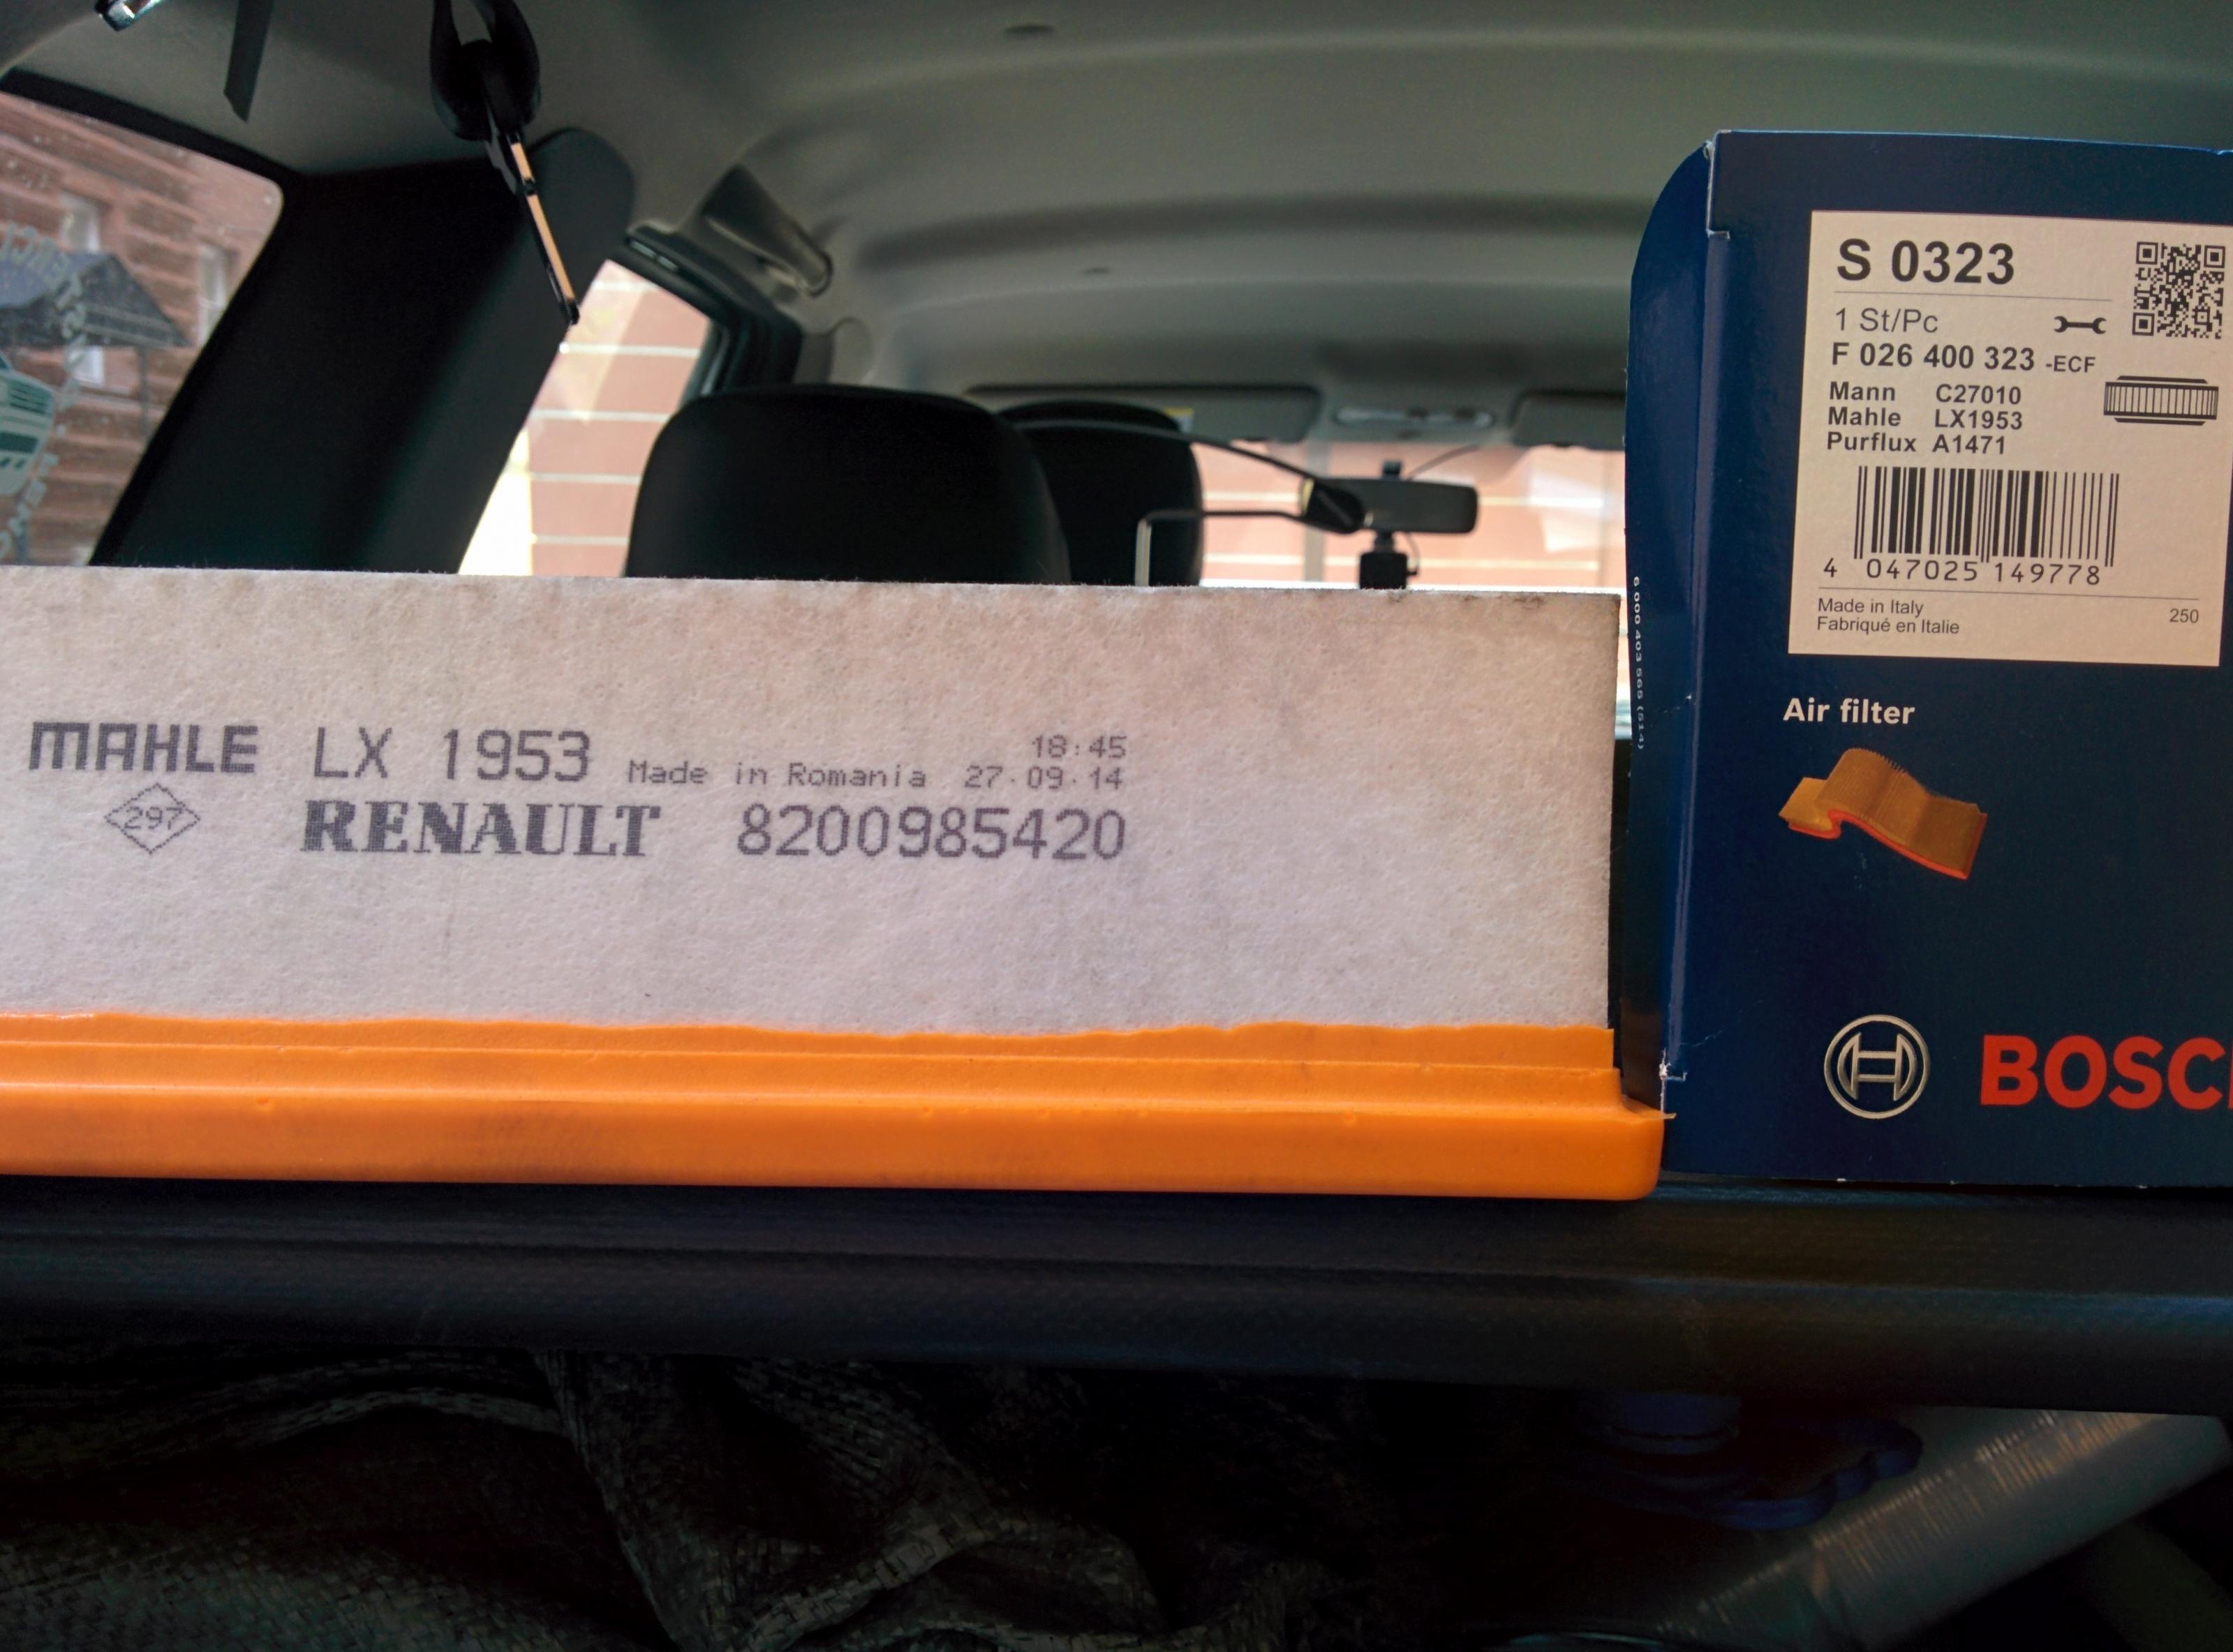 MAHLE LX 1953 Made in Romania 18:45 27.09.14
297 RENAULT 8200985420
S 0323
1 St/Pc
F 026 400 323 -ECF
Mann C27010
Mahle LX1953
Purflux A1471
4 047025 149778
Made in Italy
Fabriqué en Italie
250
Air filter
BOSC